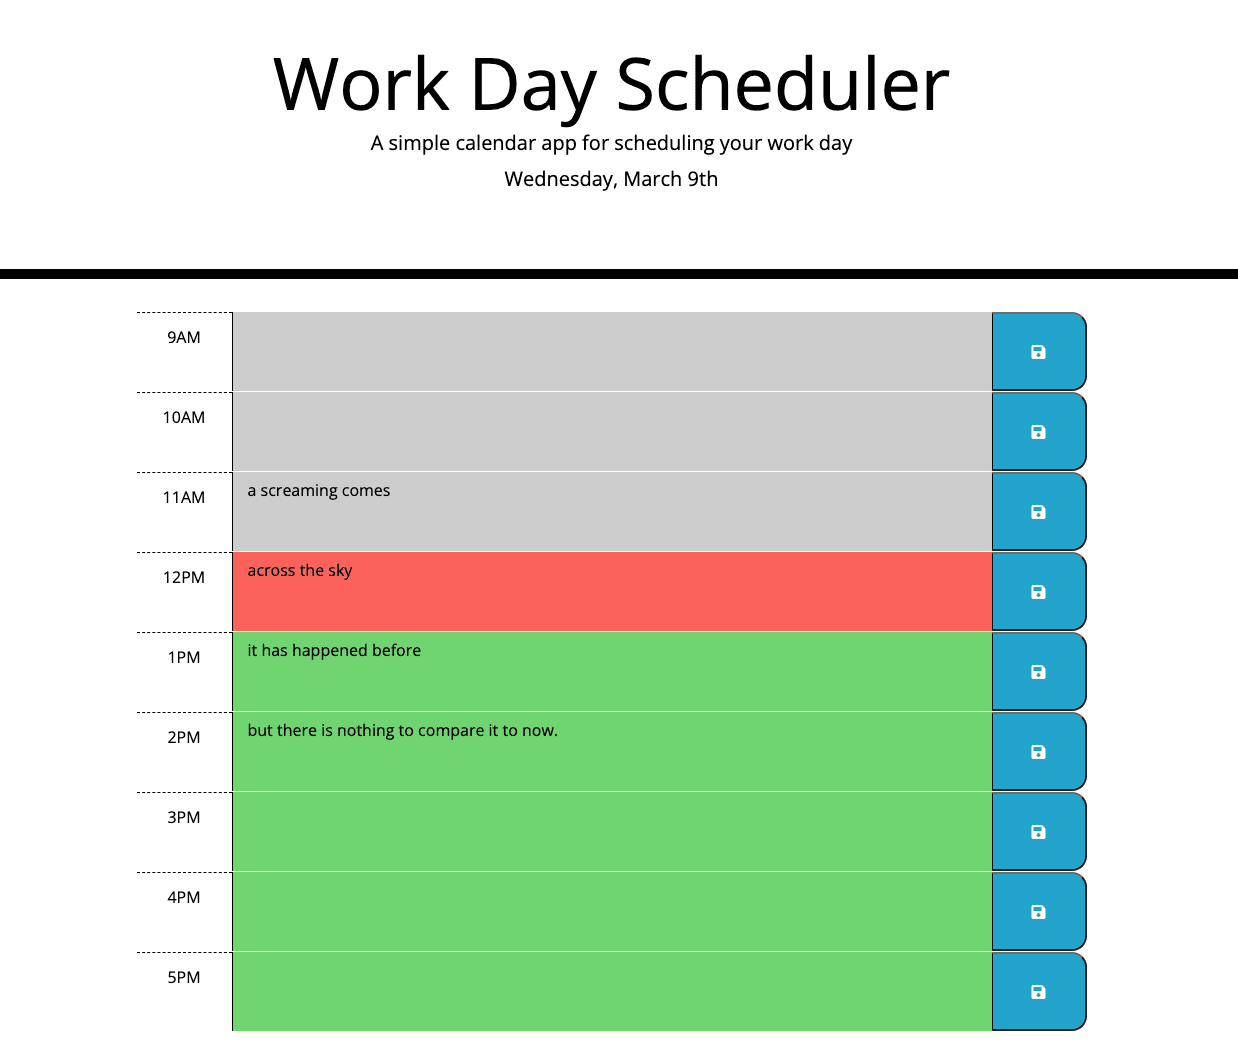 Work Day Scheduler
A simple calendar app for scheduling your work day
Wednesday, March 9th
9AM
10AM
11AM
a screaming comes
12PM
across the sky
1PM
it has happened before
2PM
but there is nothing to compare it to now.
3PM
4PM
5PM